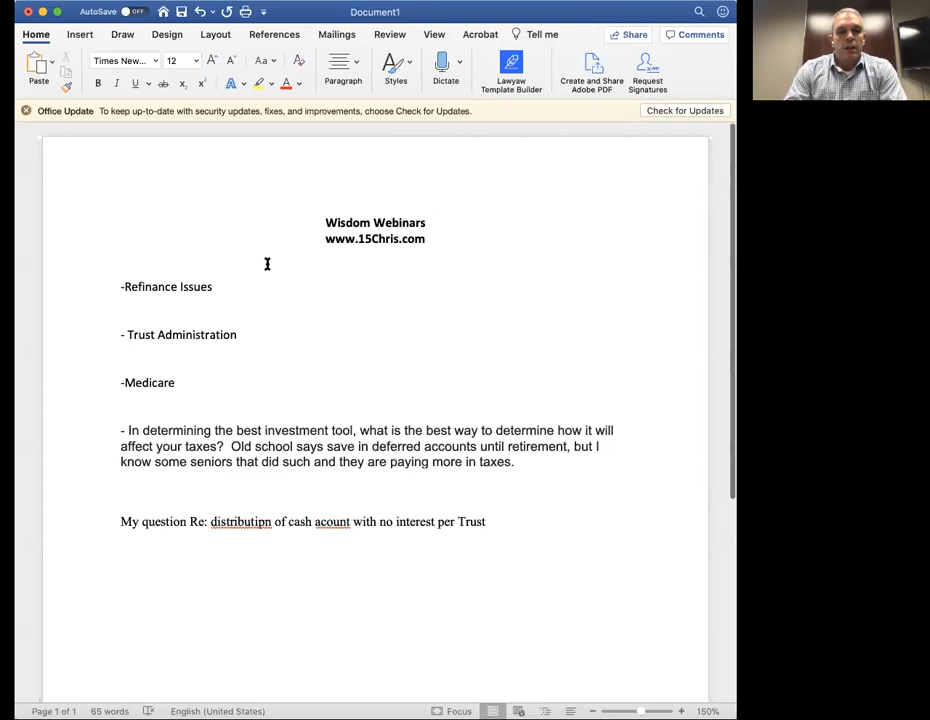 AutoSave OFF
Document1
Home Insert Draw Design Layout References Mailings Review View Acrobat Tell me Share Comments
Times New... 12 A A Aa A
Paste B I U ab x₂ x² A A Paragraph Styles Dictate Lawyaw Template Builder Create and Share Adobe PDF Request Signatures
Office Update To keep up-to-date with security updates, fixes, and improvements, choose Check for Updates. Check for Updates
Wisdom Webinars
www.15Chris.com
-Refinance Issues
- Trust Administration
-Medicare
- In determining the best investment tool, what is the best way to determine how it will
affect your taxes?  Old school says save in deferred accounts until retirement, but I
know some seniors that did such and they are paying more in taxes.
My question Re: distributipn of cash acount with no interest per Trust
Page 1 of 1 65 words English (United States) Focus 150%